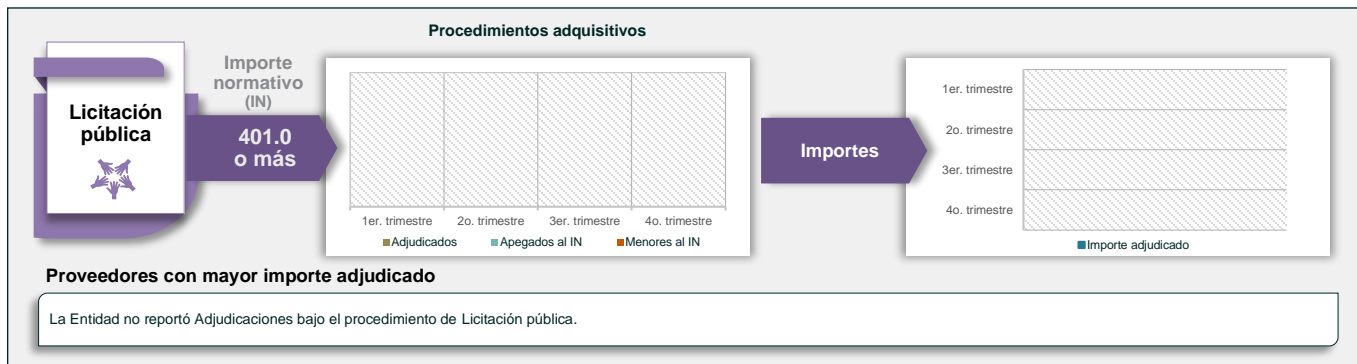 Procedimientos adquisitivos
Licitación
pública
Importe
normativo
(IN)
401.0
o más
1er. trimestre 2o. trimestre 3er. trimestre 4o. trimestre
Adjudicados Apegados al IN Menores al IN
Importes
1er. trimestre
2o. trimestre
3er. trimestre
4o. trimestre
Importe adjudicado
Proveedores con mayor importe adjudicado
La Entidad no reportó Adjudicaciones bajo el procedimiento de Licitación pública.